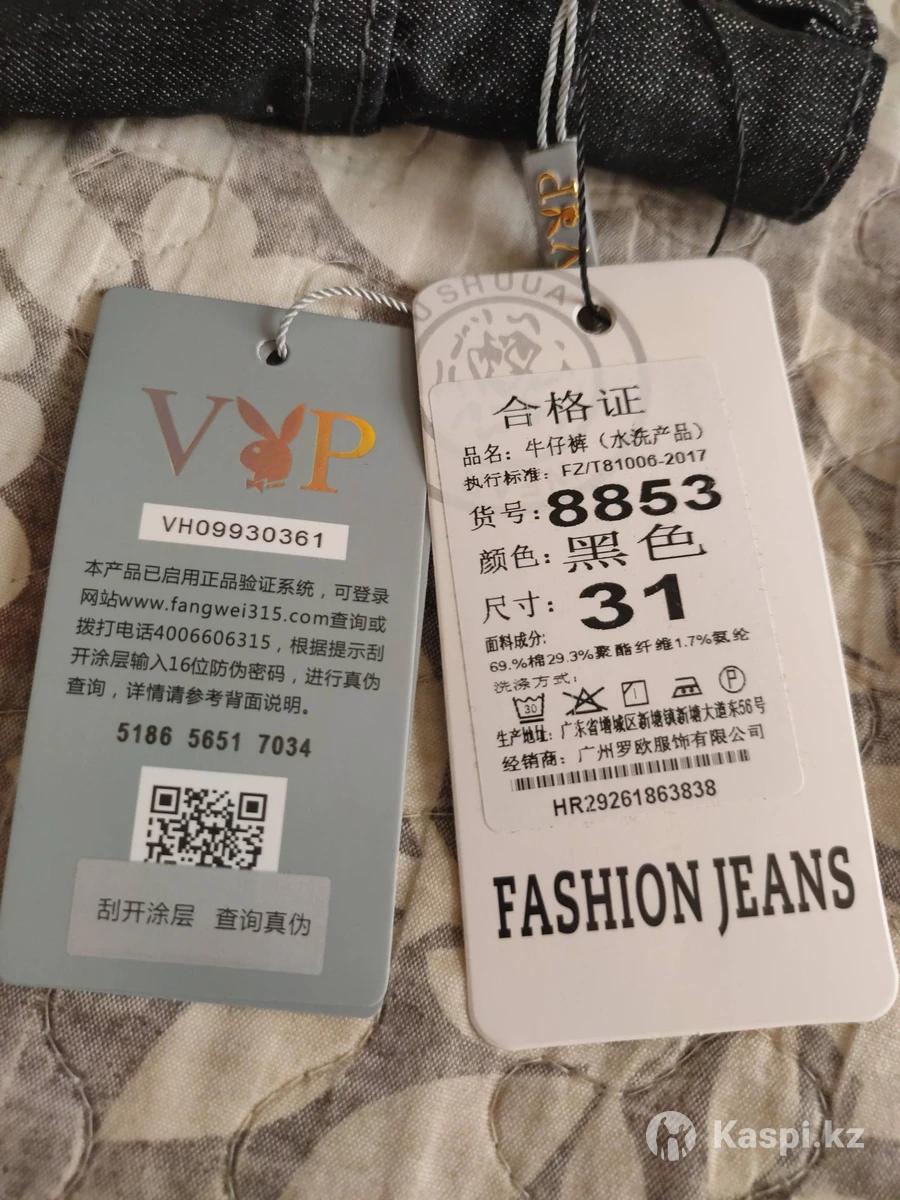 VIP
VH09930361
本产品已启用正品验证系统，可登录
网站www.fangwei315.com查询或
拨打电话4006606315，根据提示刮
开涂层输入16位防伪密码，进行真伪
查询，详情请参考背面说明。
5186 5651 7034
刮开涂层 查询真伪
合格证
品名：牛仔裤（水洗产品）
执行标准：FZ/T81006-2017
货号：8853
颜色：黑色
尺寸：31
面料成分：
69.%棉29.3%聚酯纤维1.7%氨纶
洗涤方式：
30
P
生产地址：广东省增城区新塘镇新塘大道东56号
经销商：广州罗欧服饰有限公司
HR29261863838
FASHION JEANS
Kaspi.kz